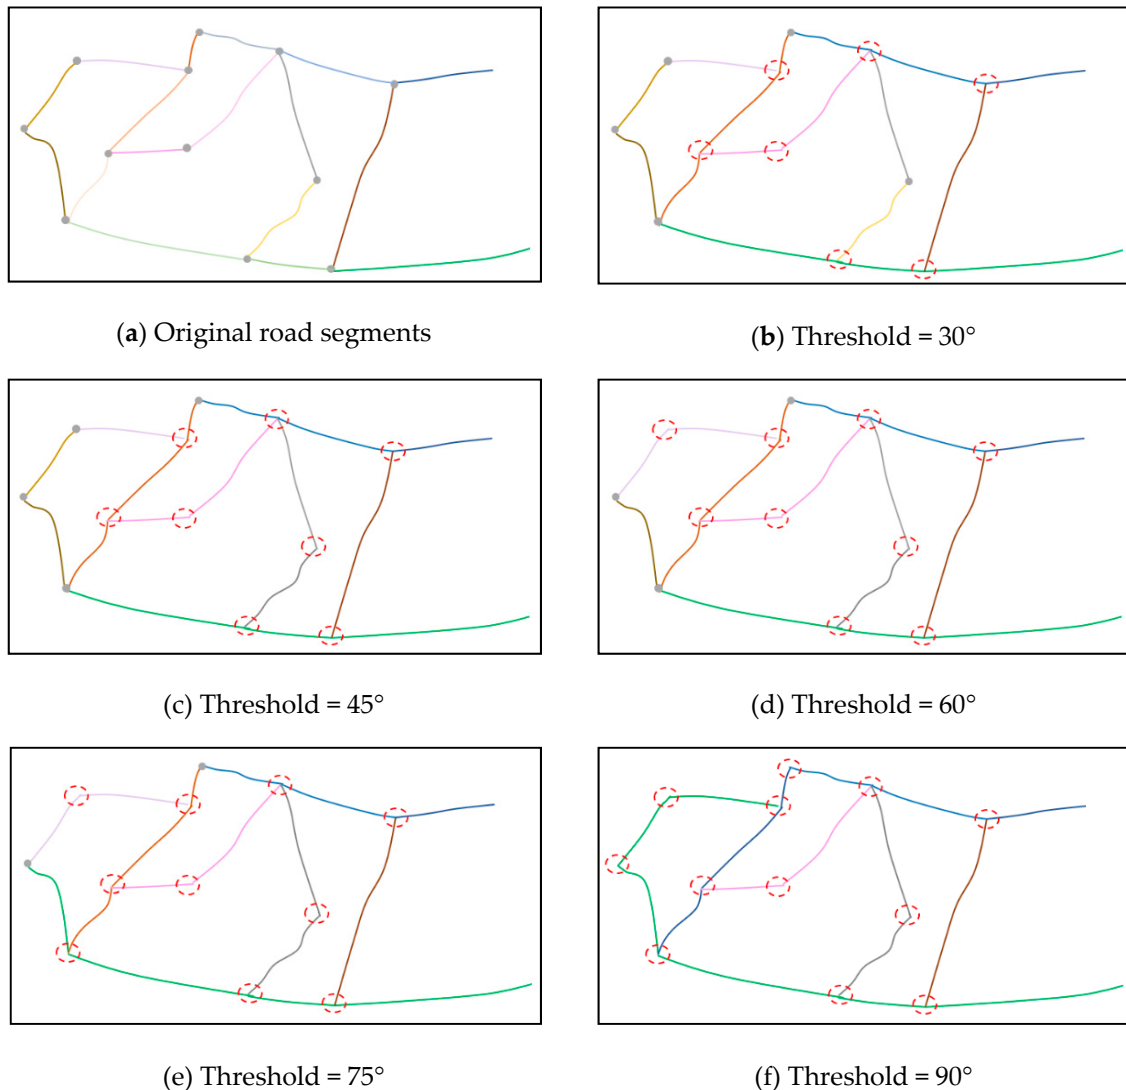 (a) Original road segments
(b) Threshold = 30°
(c) Threshold = 45°
(d) Threshold = 60°
(e) Threshold = 75°
(f) Threshold = 90°